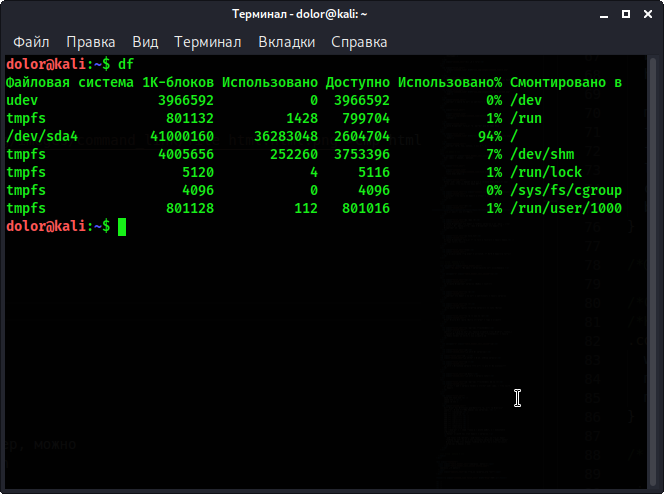 Терминал - dolor@kali: ~
Файл Правка Вид Терминал Вкладки Справка
dolor@kali:~$ df
Файловая система 1K-блоков Использовано Доступно Использовано% Смонтировано в
udev 3966592 0 3966592 0% /dev
tmpfs 801132 1428 799704 1% /run
/dev/sda4 41000160 36283048 2604704 94% /
tmpfs 4005656 252260 3753396 7% /dev/shm
tmpfs 5120 4 5116 1% /run/lock
tmpfs 4096 0 4096 0% /sys/fs/cgroup
tmpfs 801128 112 801016 1% /run/user/1000
dolor@kali:~$
можно